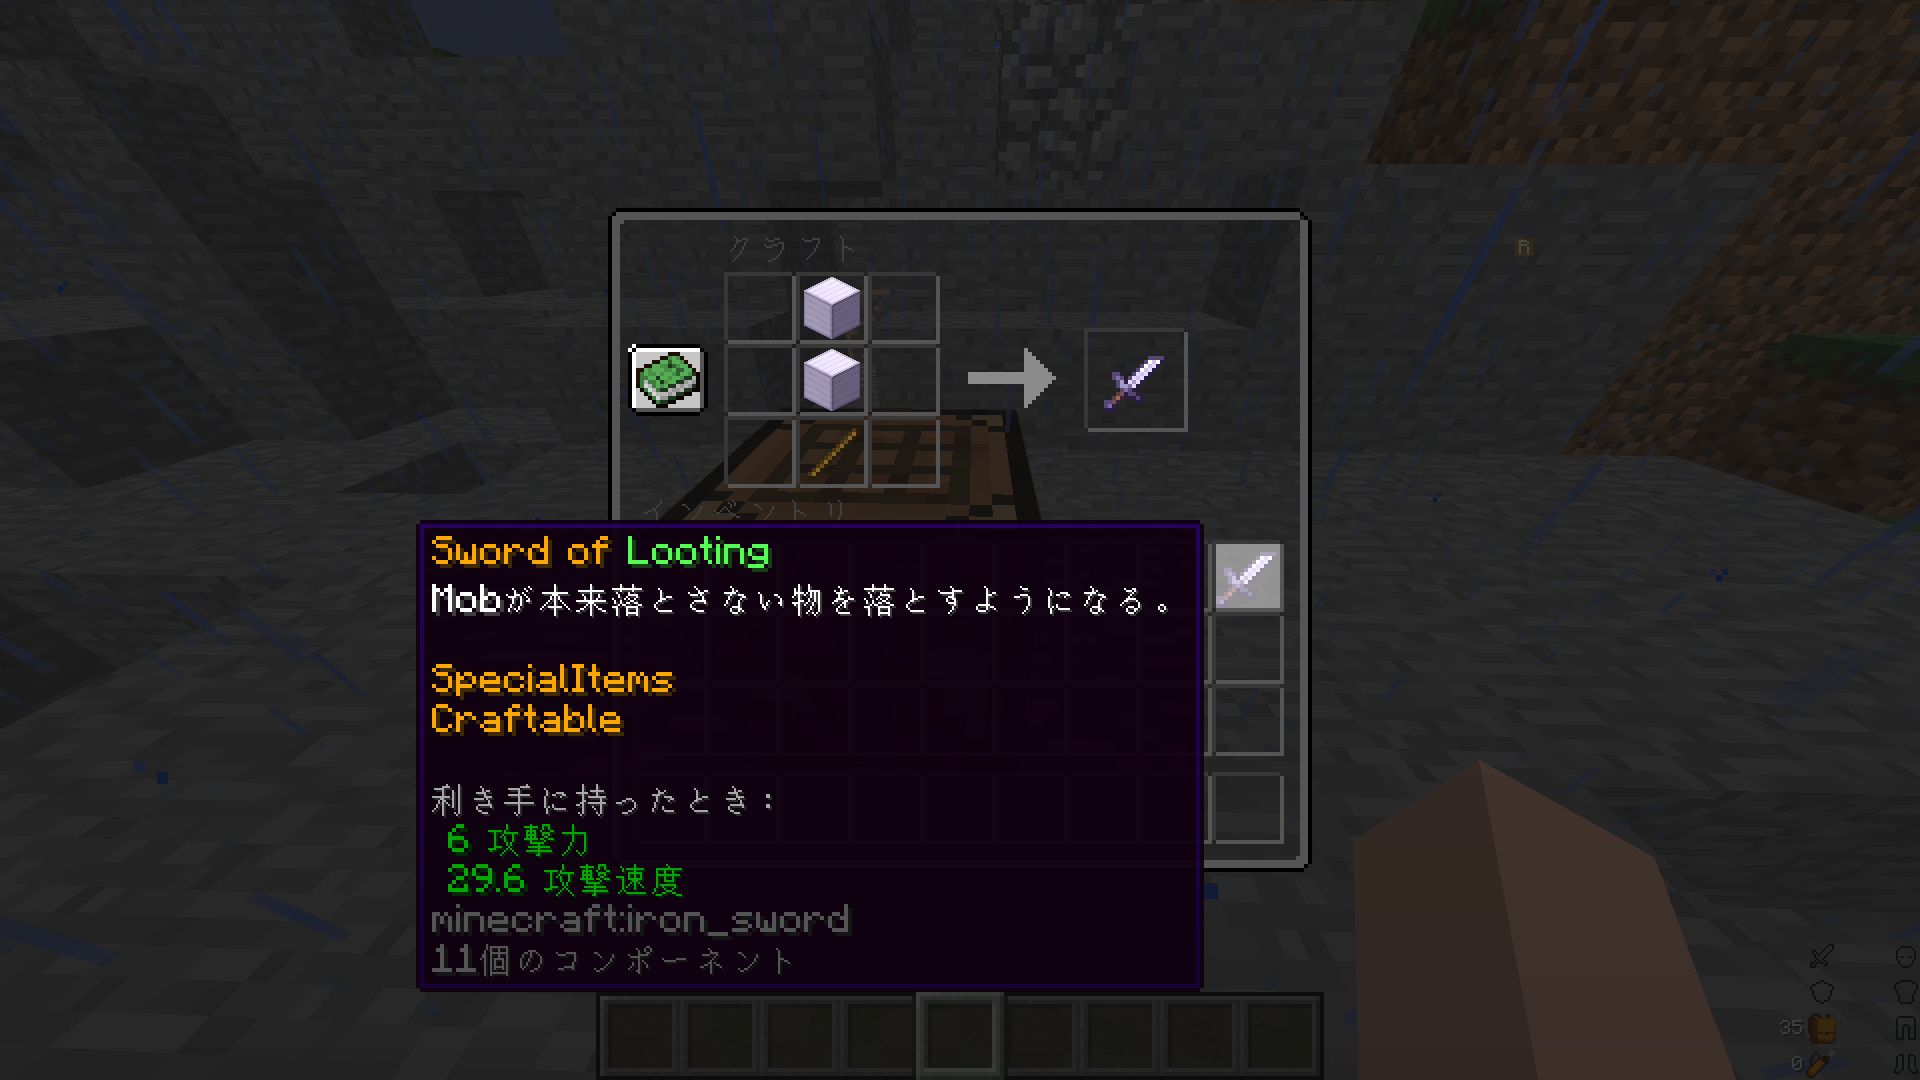 クラフト
R
インベントリ
Sword of Looting
Mobが本来落とさない物を落とすようになる。
SpecialItems
Craftable
利き手に持ったとき：
6 攻撃力
29.6 攻撃速度
minecraft:iron_sword
11個のコンポーネント
35
0